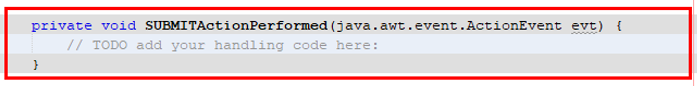 private void SUBMITActionPerformed(java.awt.event.ActionEvent evt) {
// TODO add your handling code here:
}